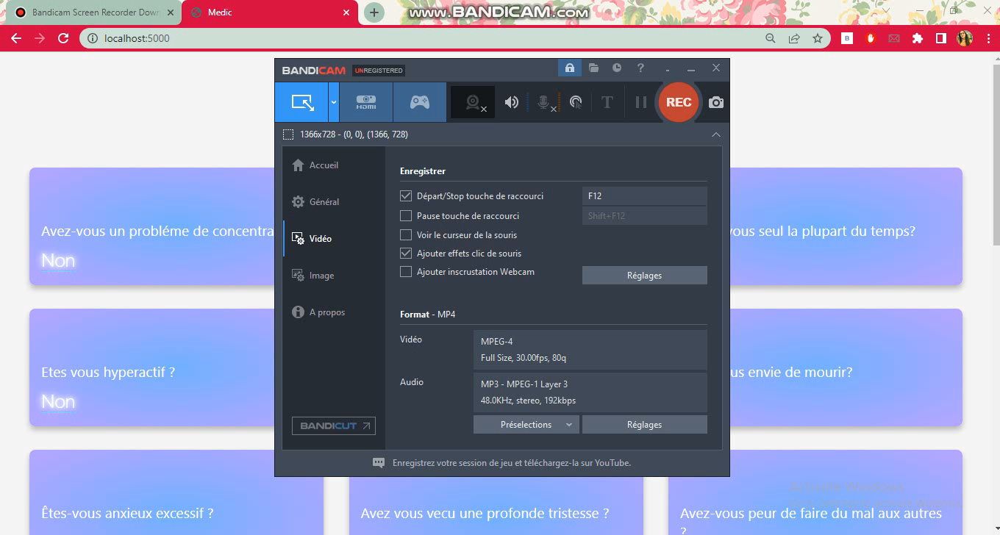 Bandicam Screen Recorder Down
Medic
www.BANDICAM.com
localhost:5000
BANDICAM
UNREGISTERED
HDMI
T
REC
1366x728 - (0, 0), (1366, 728)
Accueil
Général
Vidéo
Image
A propos
BANDICUT
Enregistrer
Départ/Stop touche de raccourci
F12
Pause touche de raccourci
Shift+F12
Voir le curseur de la souris
Ajouter effets clic de souris
Ajouter inscrustation Webcam
Réglages
Format - MP4
Vidéo
MPEG-4
Full Size, 30.00fps, 80q
Audio
MP3 - MPEG-1 Layer 3
48.0KHz, stereo, 192kbps
Préselections
Réglages
Enregistrez votre session de jeu et téléchargez-la sur YouTube.
Avez-vous un probléme de concentra
Non
vous seul la plupart du temps?
Etes vous hyperactif ?
Non
us envie de mourir?
Êtes-vous anxieux excessif ?
Avez vous vecu une profonde tristesse ?
Avez-vous peur de faire du mal aux autres
?
Activate Windows